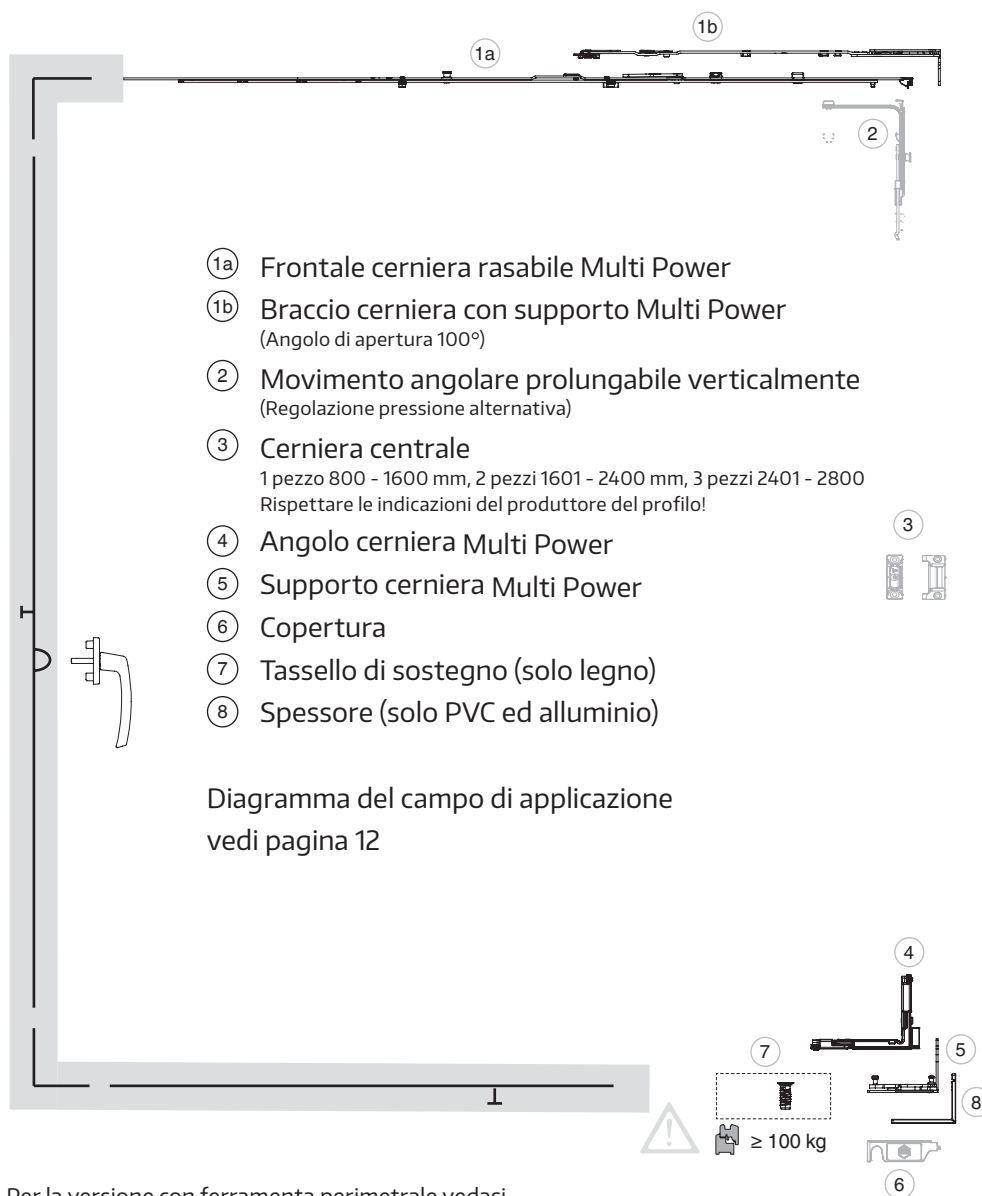 1a
1b
2
1a Frontale cerniera rasabile Multi Power
1b Braccio cerniera con supporto Multi Power
(Angolo di apertura 100°)
2 Movimento angolare prolungabile verticalmente
(Regolazione pressione alternativa)
3 Cerniera centrale
1 pezzo 800 - 1600 mm, 2 pezzi 1601 - 2400 mm, 3 pezzi 2401 - 2800
Rispettare le indicazioni del produttore del profilo!
3
4 Angolo cerniera Multi Power
5 Supporto cerniera Multi Power
6 Copertura
7 Tassello di sostegno (solo legno)
8 Spessore (solo PVC ed alluminio)
Diagramma del campo di applicazione
vedi pagina 12
4
7
5
8
≥ 100 kg
6
Per la versione con ferramenta perimetrale vedasi